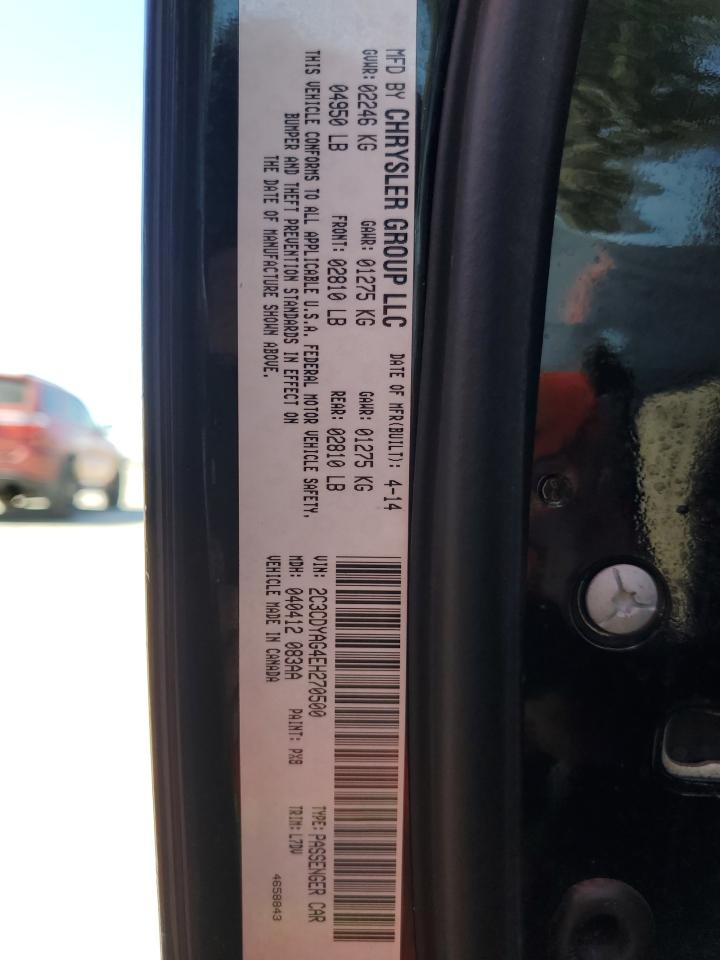 MFD BY CHRYSLER GROUP LLC DATE OF MFR(BUILT): 4-14
GVWR: 02246 KG GAWR: 01275 KG GAWR: 01275 KG
04950 LB FRONT: 02810 LB REAR: 02810 LB
THIS VEHICLE CONFORMS TO ALL APPLICABLE U.S.A. FEDERAL MOTOR VEHICLE SAFETY,
BUMPER AND THEFT PREVENTION STANDARDS IN EFFECT ON
THE DATE OF MANUFACTURE SHOWN ABOVE.
VIN: 2C3CDYAG4EH270500 TYPE: PASSENGER CAR
MDH: 040412 083AA PAINT: PX8 TRIM: L7DV
VEHICLE MADE IN CANADA 4658843